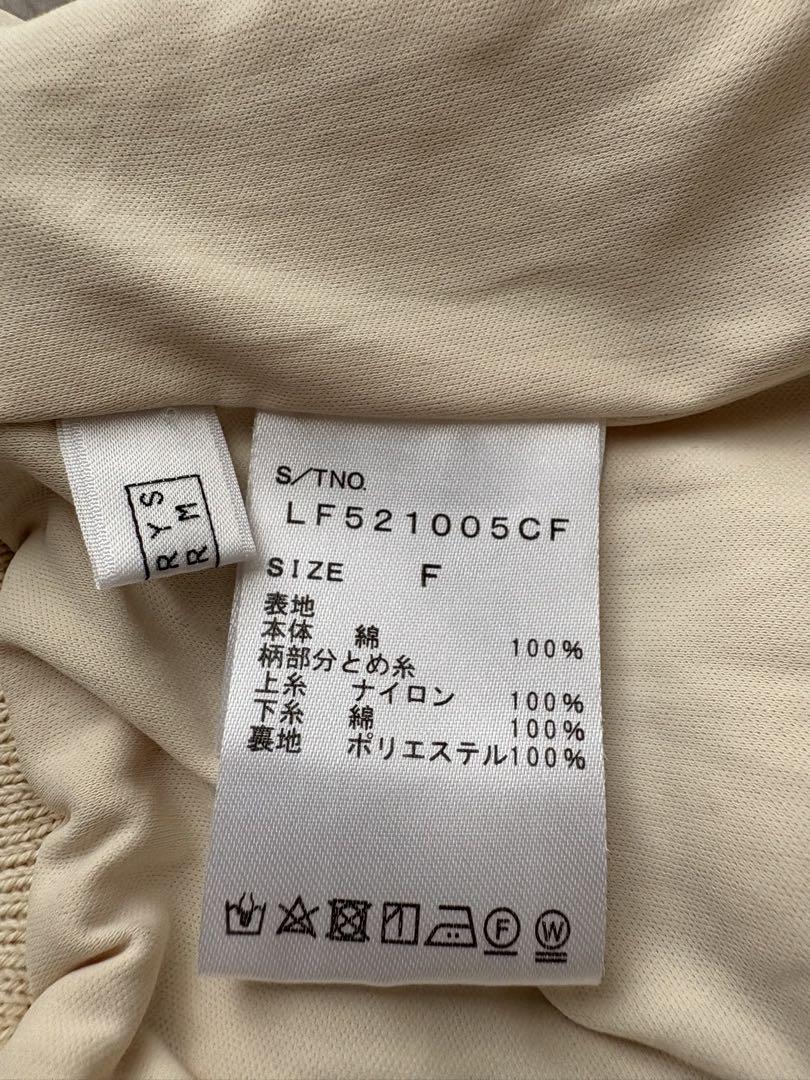 S/TNO.
LF521005CF
SIZE F
表地
本体 綿 100%
柄部分とめ糸
上糸 ナイロン 100%
下糸 綿 100%
裏地 ポリエステル100%
F
W
RYS
RM